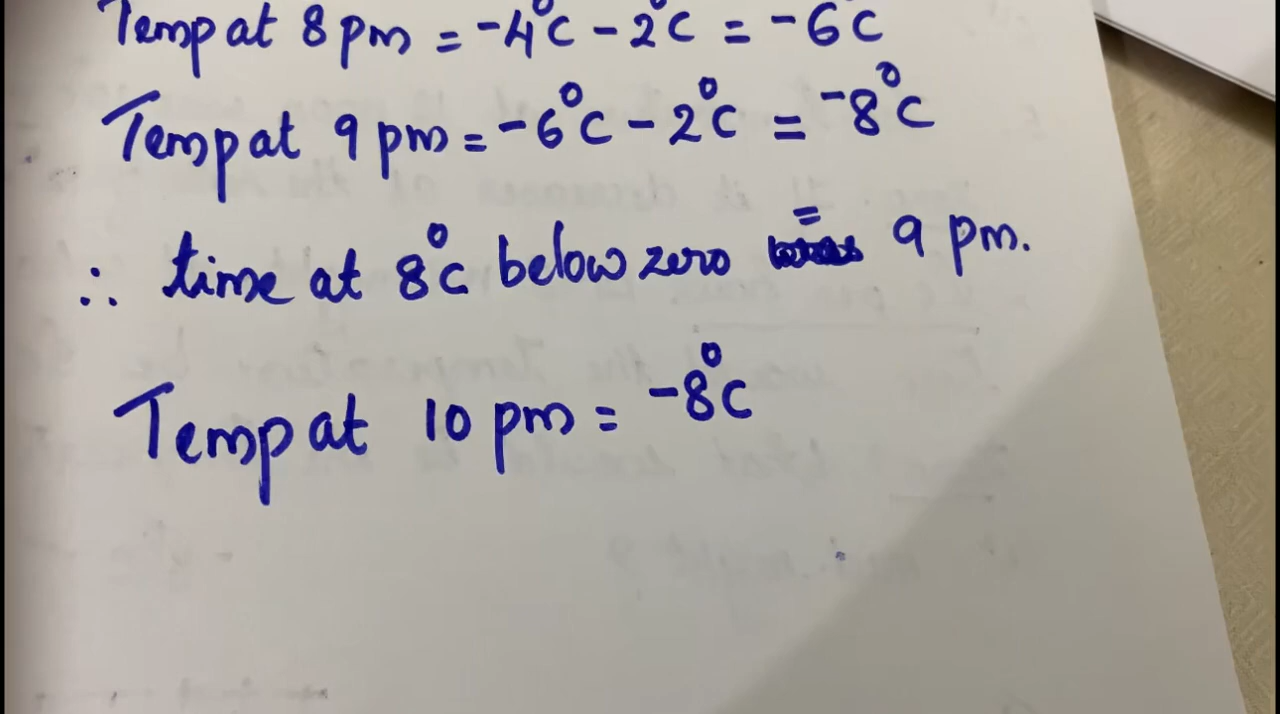 Temp at 8 pm = -4°C - 2°C = -6°C
Temp at 9 pm = -6°C - 2°C = -8°C
∴ time at 8°C below zero = 9 pm.
Temp at 10 pm = -8°C